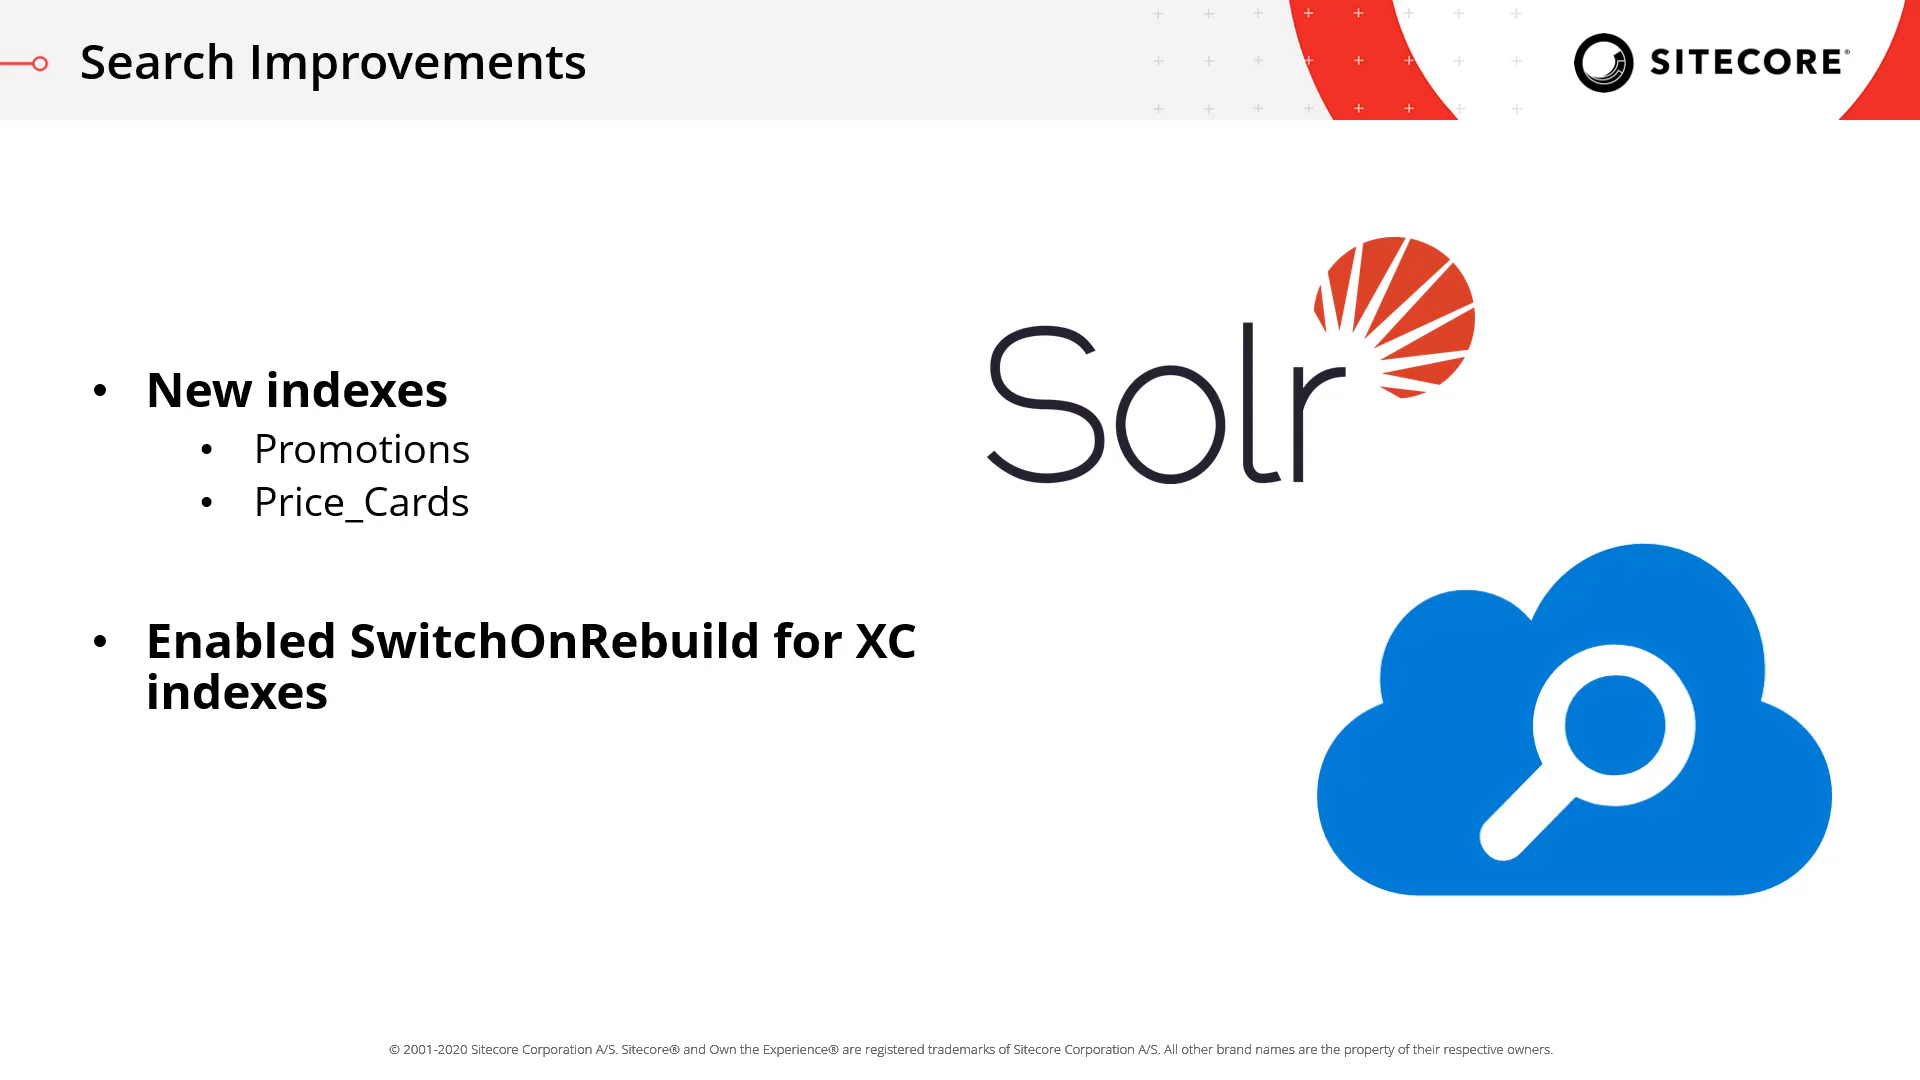 Search Improvements
SITECORE®
• New indexes
• Promotions
• Price_Cards
• Enabled SwitchOnRebuild for XC
indexes
Solr
© 2001-2020 Sitecore Corporation A/S. Sitecore® and Own the Experience® are registered trademarks of Sitecore Corporation A/S. All other brand names are the property of their respective owners.